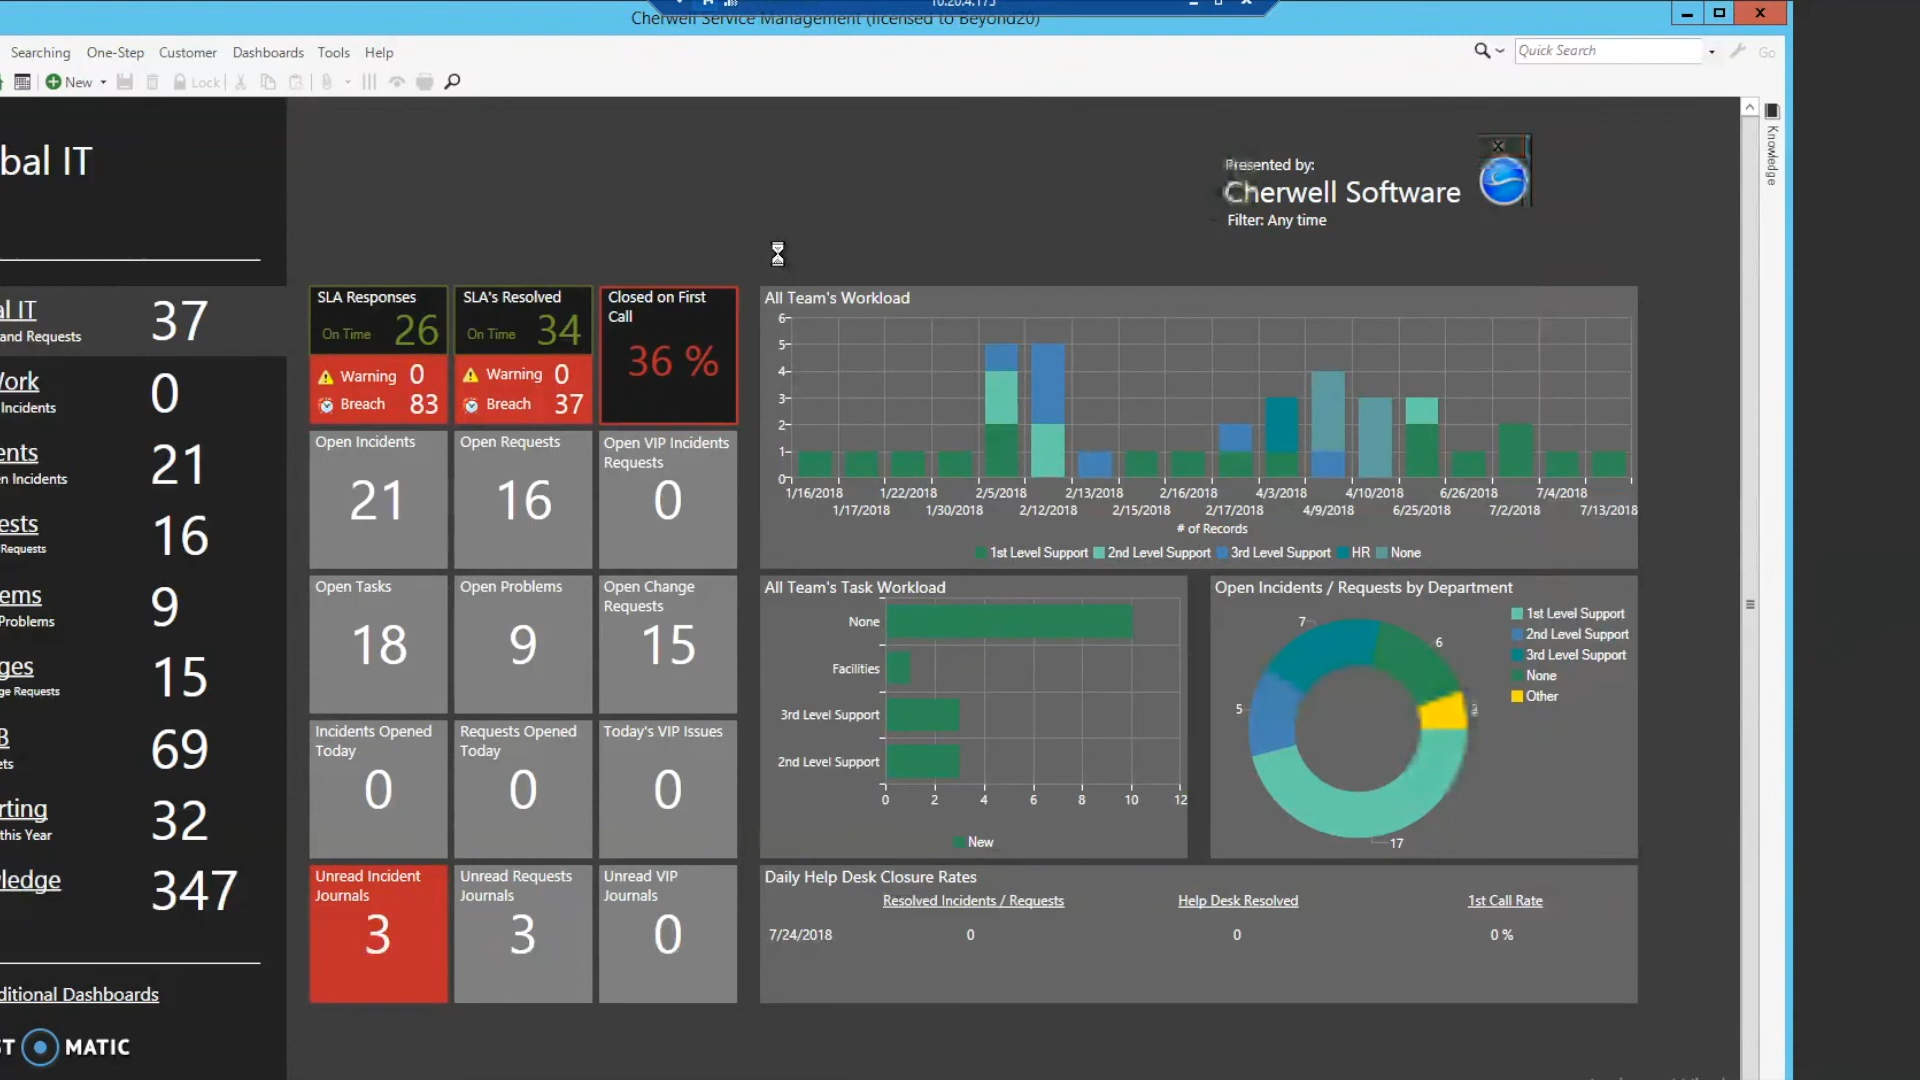 10.20.4.175
Cherwell Service Management (licensed to Beyond20)
Searching One-Step Customer Dashboards Tools Help
Quick Search
Go
New
Lock
Knowledge
bal IT
Presented by:
Cherwell Software
Filter: Any time
al IT 37
and Requests
Work 0
Incidents
ents 21
n Incidents
ests 16
Requests
ems 9
Problems
ges 15
ge Requests
B 69
ets
rting 32
this Year
ledge 347
ditional Dashboards
ST MATIC
SLA Responses
On Time 26
Warning 0
Breach 83
SLA's Resolved
On Time 34
Warning 0
Breach 37
Closed on First
Call
36 %
Open Incidents
21
Open Requests
16
Open VIP Incidents
Requests
0
Open Tasks
18
Open Problems
9
Open Change
Requests
15
Incidents Opened
Today
0
Requests Opened
Today
0
Today's VIP Issues
0
Unread Incident
Journals
3
Unread Requests
Journals
3
Unread VIP
Journals
0
All Team's Workload
6
5
4
3
2
1
0
1/16/2018 1/22/2018 2/5/2018 2/13/2018 2/16/2018 4/3/2018 4/10/2018 6/26/2018 7/4/2018
1/17/2018 1/30/2018 2/12/2018 2/15/2018 2/17/2018 4/9/2018 6/25/2018 7/2/2018 7/13/2018
# of Records
1st Level Support 2nd Level Support 3rd Level Support HR None
All Team's Task Workload
None
Facilities
3rd Level Support
2nd Level Support
0 2 4 6 8 10 12
New
Open Incidents / Requests by Department
7
6
5
17
1st Level Support
2nd Level Support
3rd Level Support
None
Other
Daily Help Desk Closure Rates
Resolved Incidents / Requests Help Desk Resolved 1st Call Rate
7/24/2018 0 0 0 %